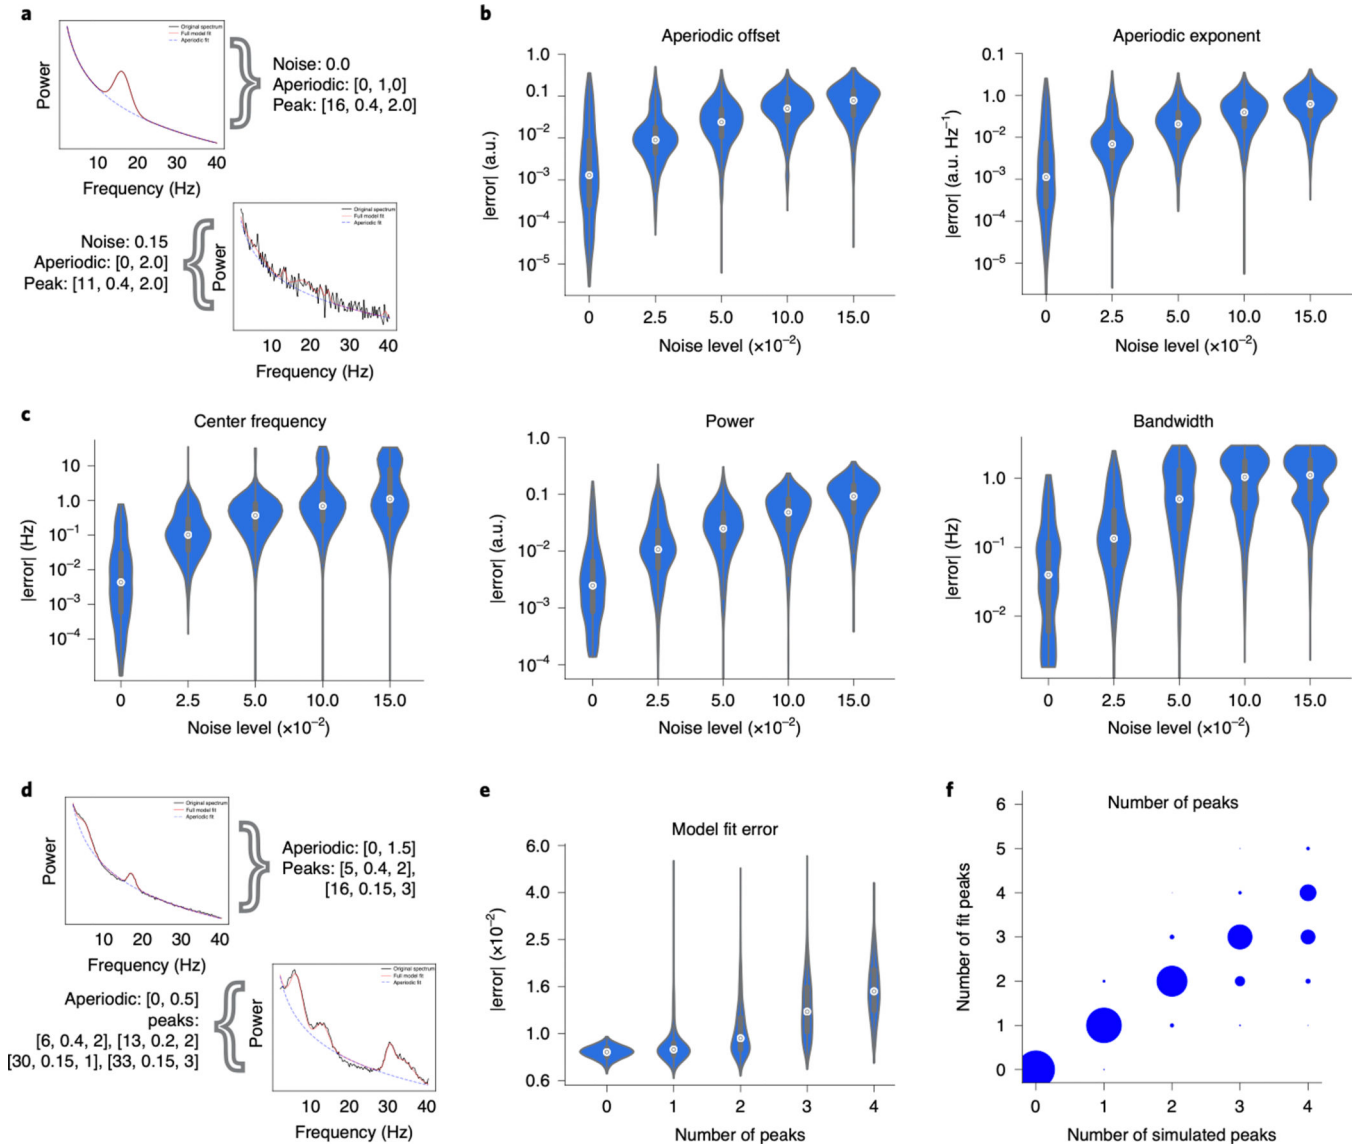 a
Original spectrum
Full model fit
Aperiodic fit
Power
10 20 30 40
Frequency (Hz)
Noise: 0.0
Aperiodic: [0, 1,0]
Peak: [16, 0.4, 2.0]
Noise: 0.15
Aperiodic: [0, 2.0]
Peak: [11, 0.4, 2.0]
Original spectrum
Full model fit
Aperiodic fit
Power
10 20 30 40
Frequency (Hz)
b
Aperiodic offset
|error| (a.u.)
1.0
0.1
10⁻²
10⁻³
10⁻⁴
10⁻⁵
0 2.5 5.0 10.0 15.0
Noise level (×10⁻²)
Aperiodic exponent
|error| (a.u. Hz⁻¹)
0.1
1.0
10⁻²
10⁻³
10⁻⁴
10⁻⁵
0 2.5 5.0 10.0 15.0
Noise level (×10⁻²)
c
Center frequency
|error| (Hz)
10
1.0
10⁻¹
10⁻²
10⁻³
10⁻⁴
0 2.5 5.0 10.0 15.0
Noise level (×10⁻²)
Power
|error| (a.u.)
1.0
0.1
10⁻²
10⁻³
10⁻⁴
0 2.5 5.0 10.0 15.0
Noise level (×10⁻²)
Bandwidth
|error| (Hz)
1.0
10⁻¹
10⁻²
0 2.5 5.0 10.0 15.0
Noise level (×10⁻²)
d
Original spectrum
Full model fit
Aperiodic fit
Power
10 20 30 40
Frequency (Hz)
Aperiodic: [0, 1.5]
Peaks: [5, 0.4, 2],
[16, 0.15, 3]
Aperiodic: [0, 0.5]
peaks:
[6, 0.4, 2], [13, 0.2, 2]
[30, 0.15, 1], [33, 0.15, 3]
Original spectrum
Full model fit
Aperiodic fit
Power
10 20 30 40
Frequency (Hz)
e
Model fit error
|error| (×10⁻²)
6.0
4.0
2.5
1.6
1.0
0.6
0 1 2 3 4
Number of peaks
f
Number of peaks
Number of fit peaks
6
5
4
3
2
1
0
0 1 2 3 4
Number of simulated peaks